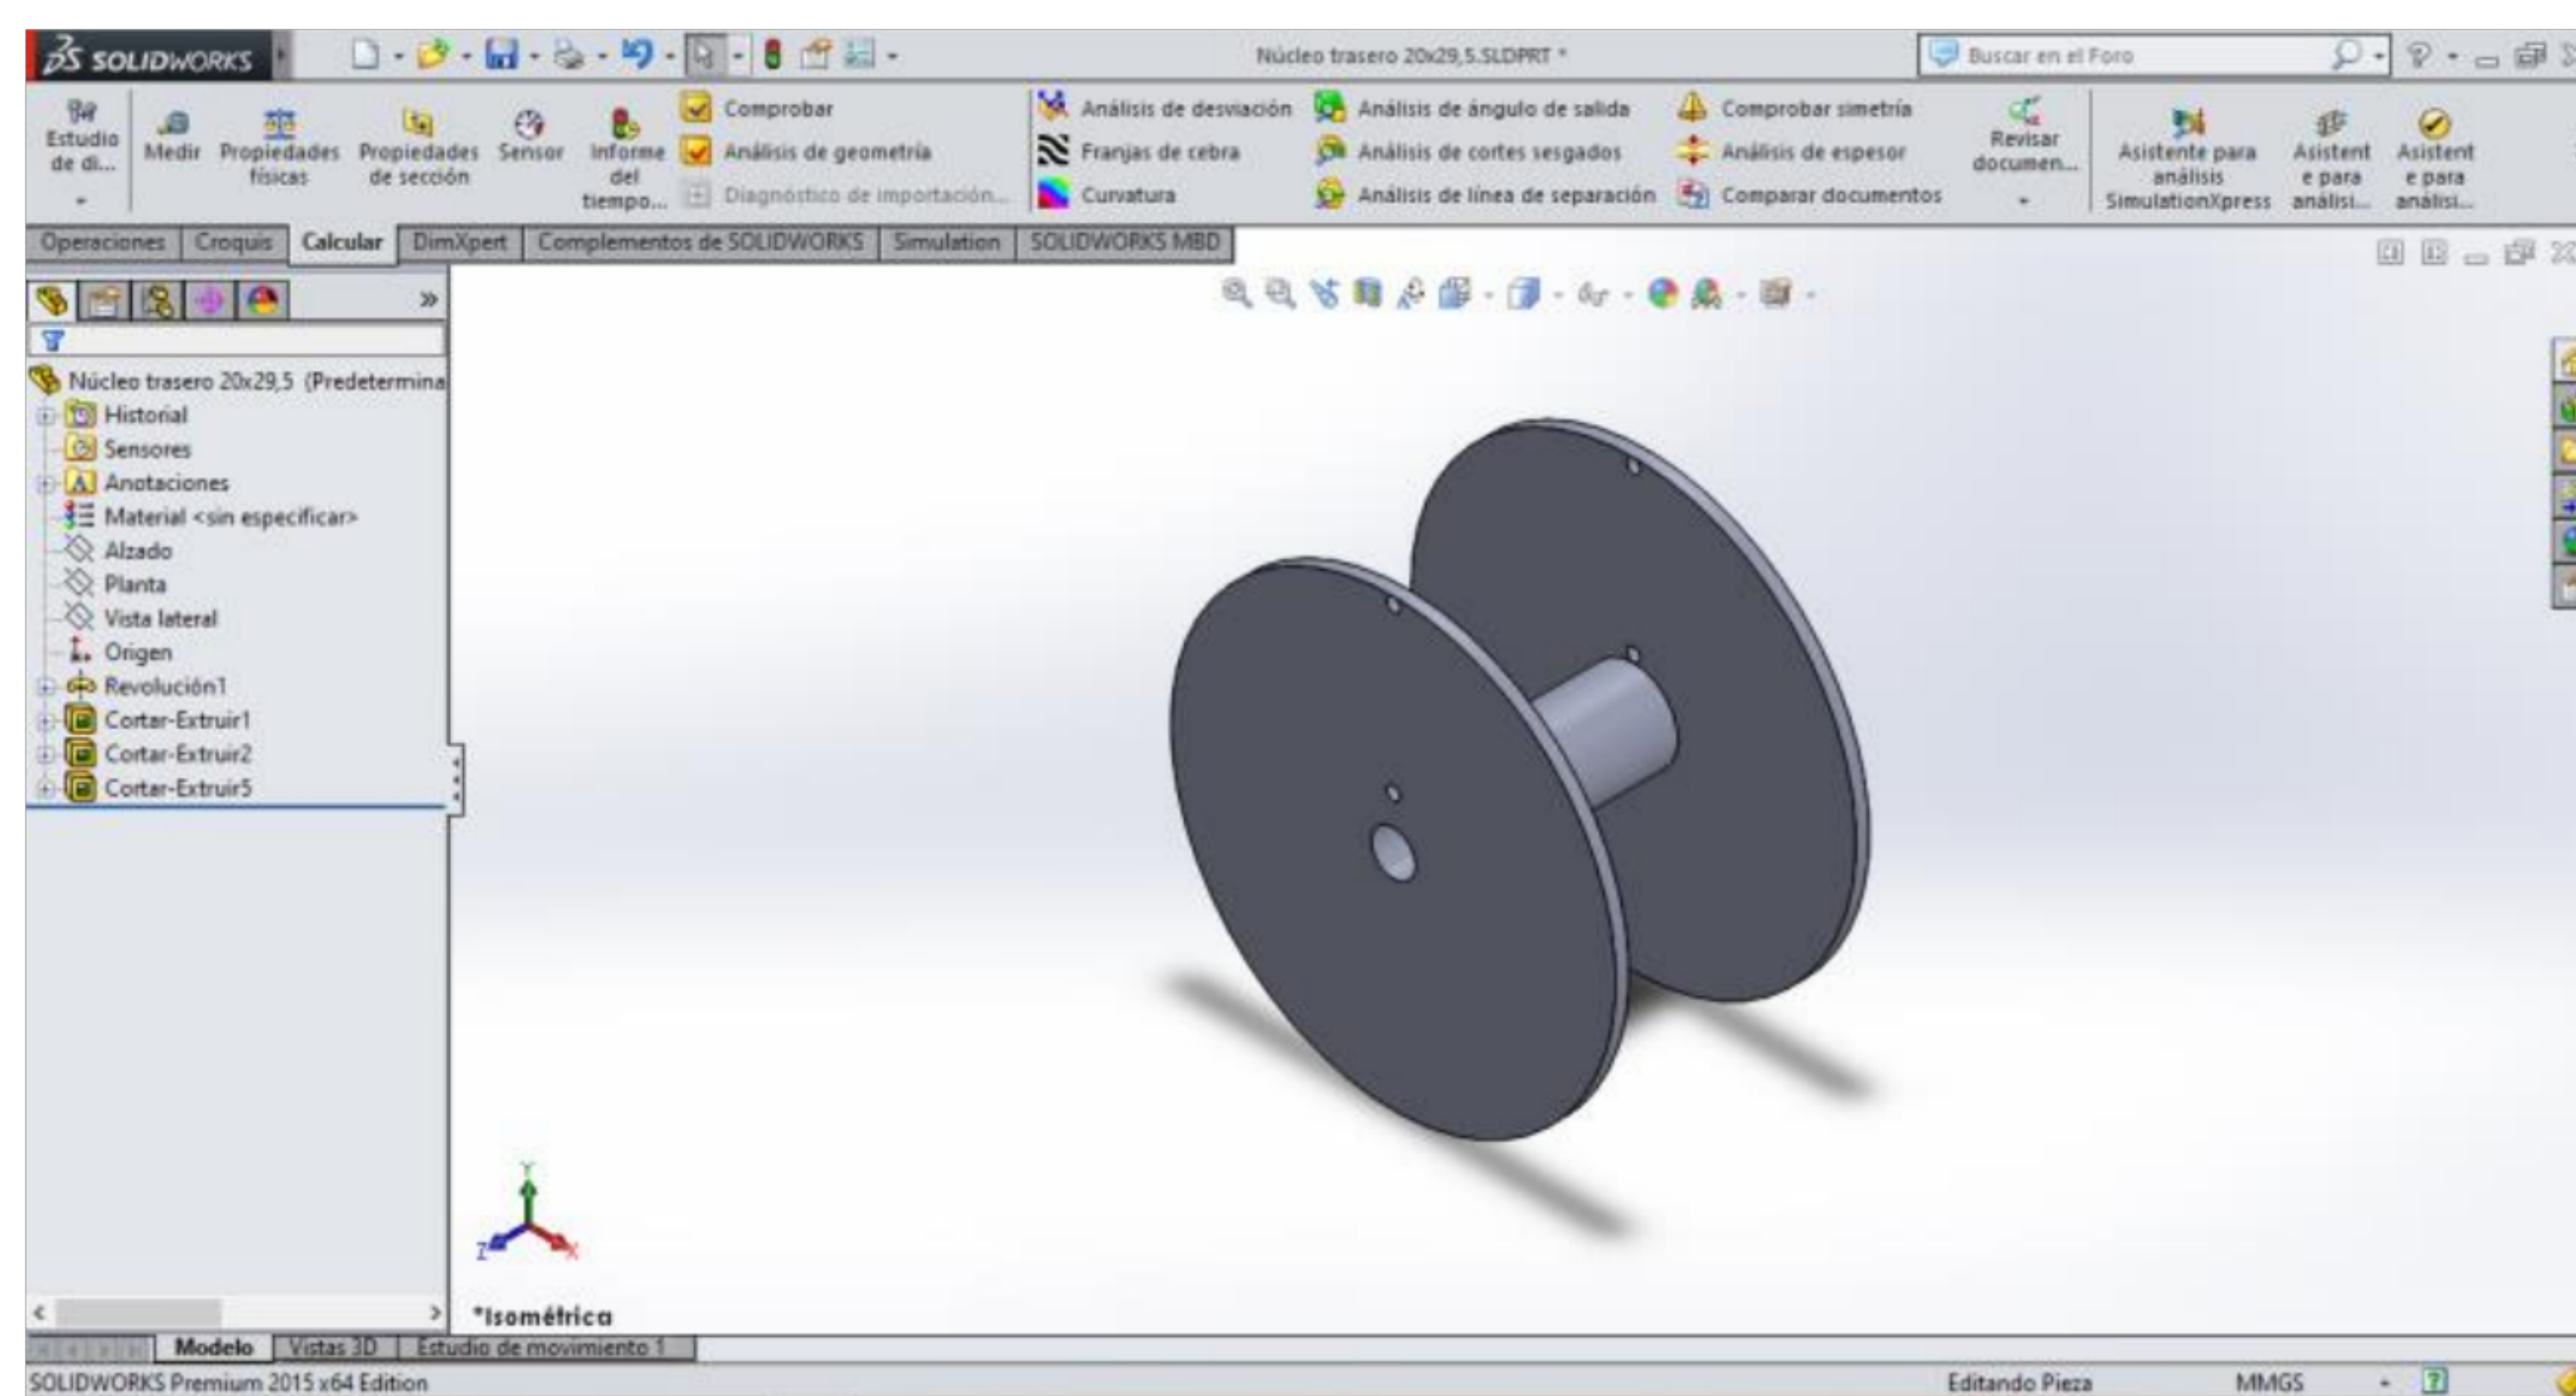 SOLIDWORKS
Núcleo trasero 20x29,5.SLDPRT *
Buscar en el Foro
Estudio
de di...
Medir
Propiedades
físicas
Propiedades
de sección
Sensor
Informe
del
tiempo...
Comprobar
Análisis de geometría
Diagnóstico de importación...
Análisis de desviación
Franjas de cebra
Curvatura
Análisis de ángulo de salida
Análisis de cortes sesgados
Análisis de línea de separación
Comprobar simetría
Análisis de espesor
Comparar documentos
Revisar
documen...
Asistente para
análisis
SimulationXpress
Asistent
e para
análisi...
Asistent
e para
análisi...
Operaciones Croquis Calcular DimXpert Complementos de SOLIDWORKS Simulation SOLIDWORKS MBD
Núcleo trasero 20x29,5 (Predetermina
Historial
Sensores
Anotaciones
Material <sin especificar>
Alzado
Planta
Vista lateral
Origen
Revolución1
Cortar-Extruir1
Cortar-Extruir2
Cortar-Extruir5
Y
Z
X
*Isométrica
Modelo Vistas 3D Estudio de movimiento 1
SOLIDWORKS Premium 2015 x64 Edition
Editando Pieza
MMGS